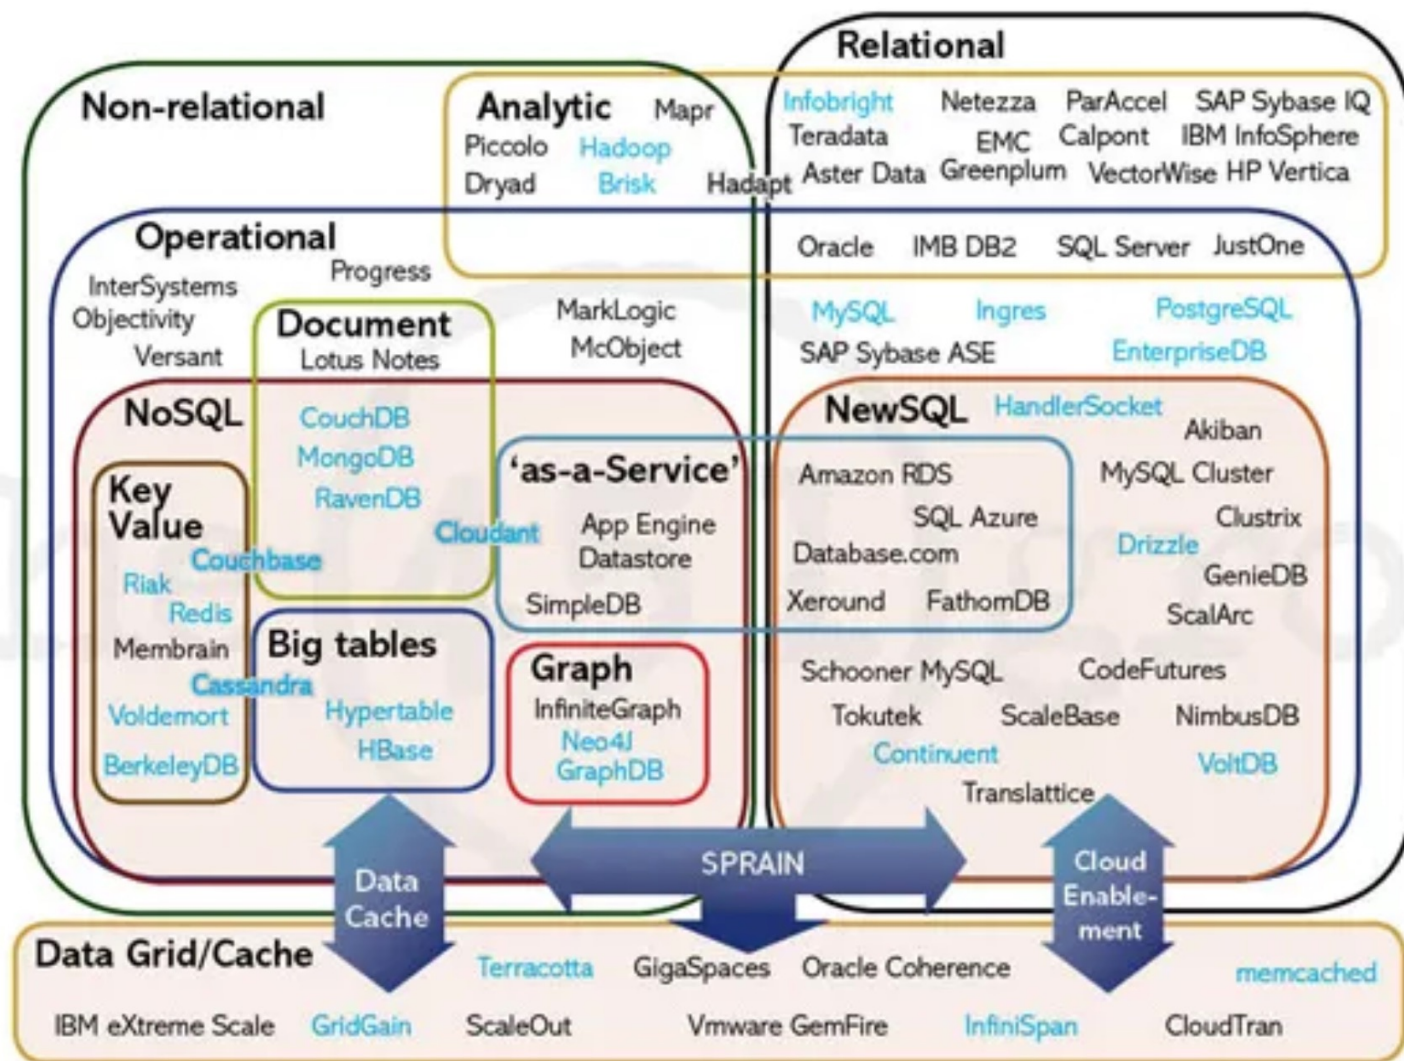 Relational
Non-relational
Analytic
Mapr
Infobright
Netezza
ParAccel
SAP Sybase IQ
Piccolo
Hadoop
Teradata
EMC
Calpont
IBM InfoSphere
Dryad
Brisk
Hadapt
Aster Data
Greenplum
VectorWise
HP Vertica
Operational
Oracle
IMB DB2
SQL Server
JustOne
Progress
InterSystems
Objectivity
Versant
Document
Lotus Notes
MarkLogic
McObject
MySQL
Ingres
PostgreSQL
SAP Sybase ASE
EnterpriseDB
NoSQL
CouchDB
MongoDB
RavenDB
Cloudant
Key
Value
Couchbase
Riak
Redis
Membrain
Cassandra
Voldemort
BerkeleyDB
Big tables
Hypertable
HBase
'as-a-Service'
App Engine
Datastore
SimpleDB
Graph
InfiniteGraph
Neo4J
GraphDB
NewSQL
HandlerSocket
Akiban
Amazon RDS
MySQL Cluster
SQL Azure
Clustrix
Database.com
Drizzle
GenieDB
Xeround
FathomDB
ScalArc
Schooner MySQL
CodeFutures
Tokutek
ScaleBase
NimbusDB
Continuent
VoltDB
Translattice
Data
Cache
SPRAIN
Cloud
Enable-
ment
Data Grid/Cache
Terracotta
GigaSpaces
Oracle Coherence
memcached
IBM eXtreme Scale
GridGain
ScaleOut
Vmware GemFire
InfiniSpan
CloudTran